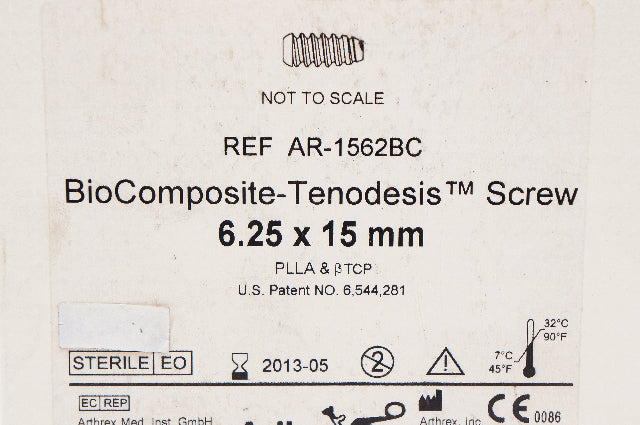 NOT TO SCALE
REF AR-1562BC
BioComposite-Tenodesis™ Screw
6.25 x 15 mm
PLLA & βTCP
U.S. Patent NO. 6,544,281
32°C
90°F
7°C
45°F
STERILE EO 2013-05 2
EC REP
Arthrex Med. Inst. GmbH
Arthrex, Inc
CE 0086